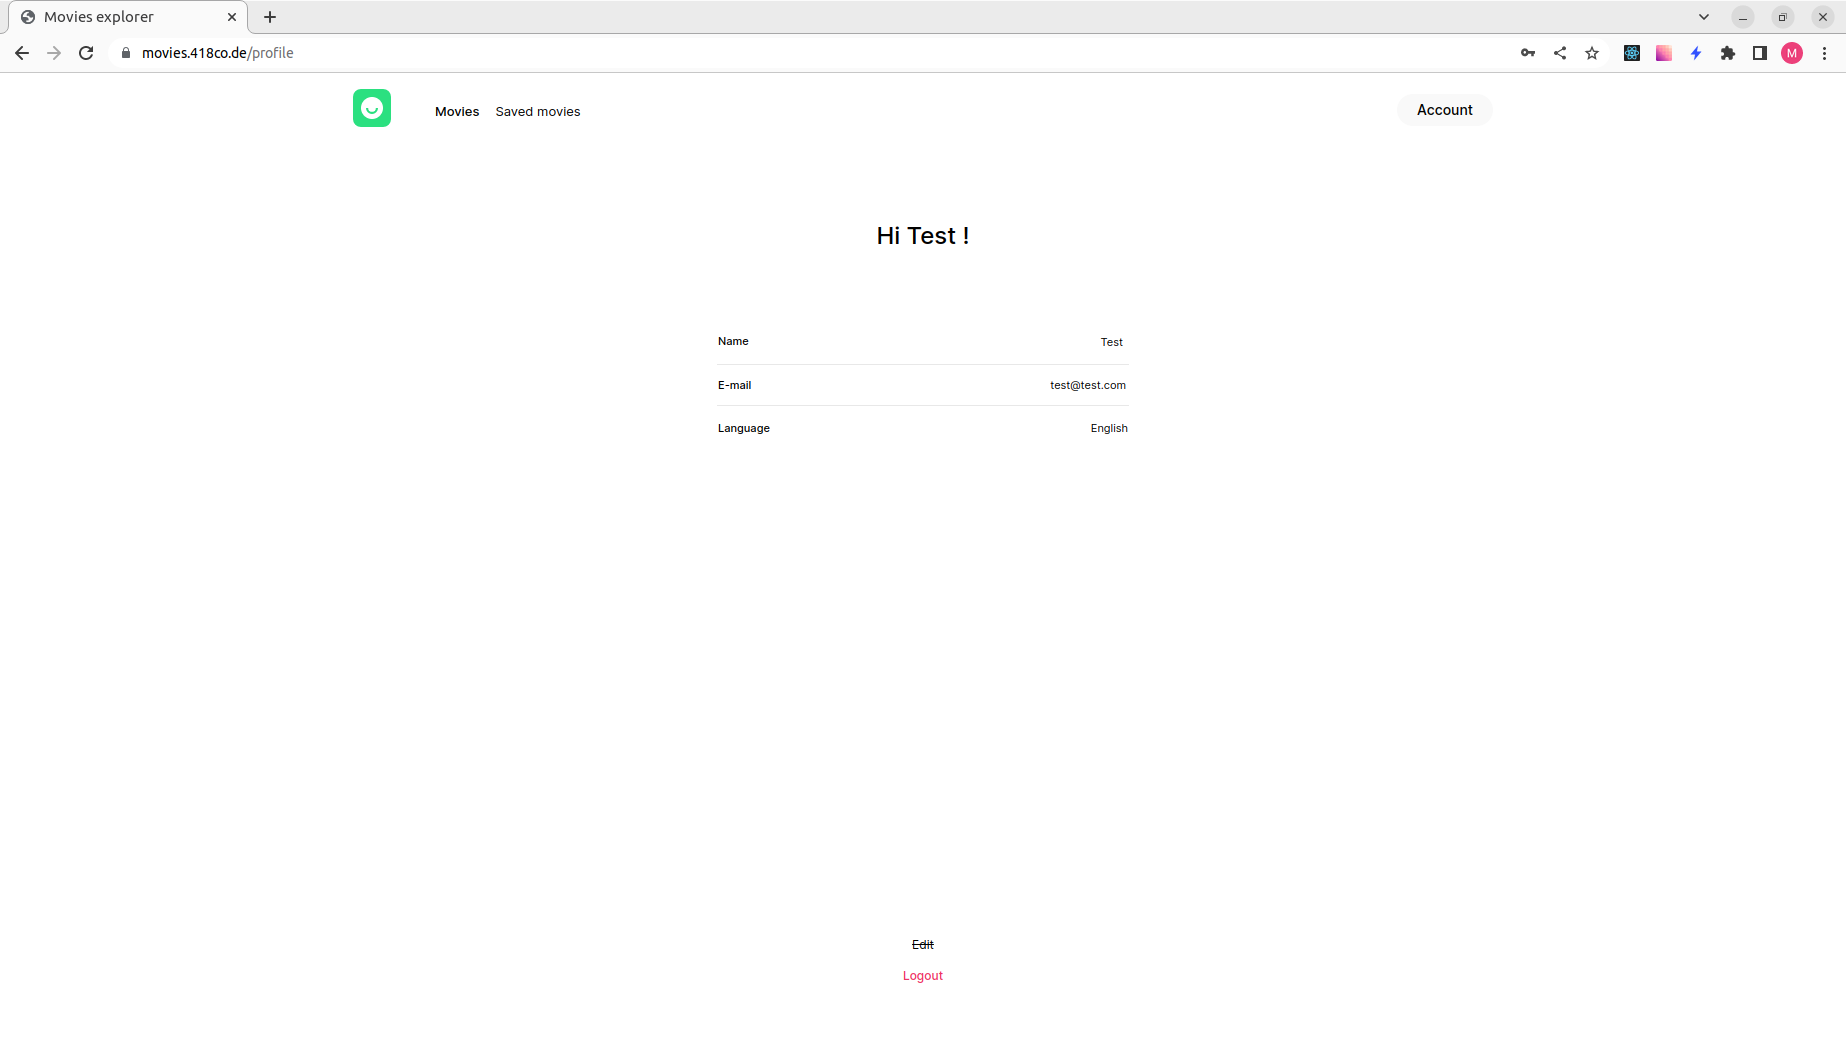 Movies explorer
movies.418co.de/profile
M
Movies Saved movies
Account
Hi Test !
Name Test
E-mail test@test.com
Language English
Edit
Logout